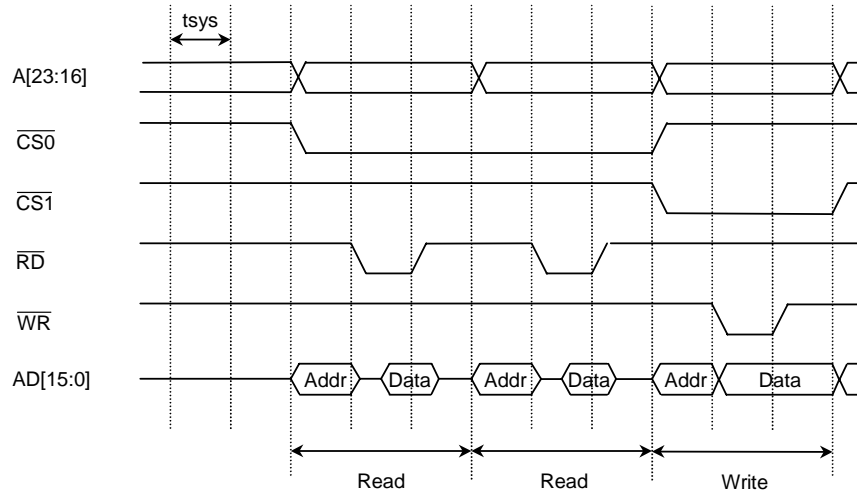 tsys
A[23:16]
CS0
CS1
RD
WR
AD[15:0]
Addr Data Addr Data Addr Data
Read Read Write